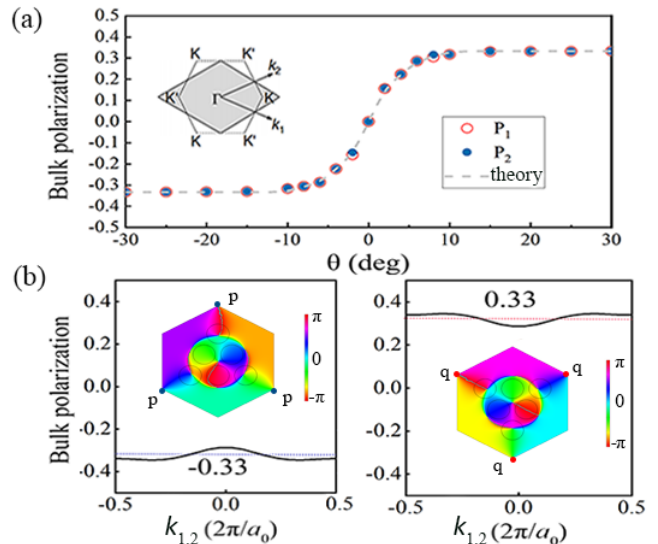 (a)
Bulk polarization
0.5
0.4
0.3
0.2
0.1
0.0
-0.1
-0.2
-0.3
-0.4
-0.5
K
K'
k2
K'
Γ
K
k1
K
K'
P1
P2
theory
-30
-20
-10
0
10
20
30
θ (deg)
(b)
Bulk polarization
0.4
0.2
0.0
-0.2
-0.4
p
p
p
π
0
-π
-0.33
-0.5
0.0
0.5
k1,2 (2π/a0)
0.4
0.2
0.0
-0.2
-0.4
0.33
q
q
q
π
0
-π
-0.5
0.0
0.5
k1,2 (2π/a0)